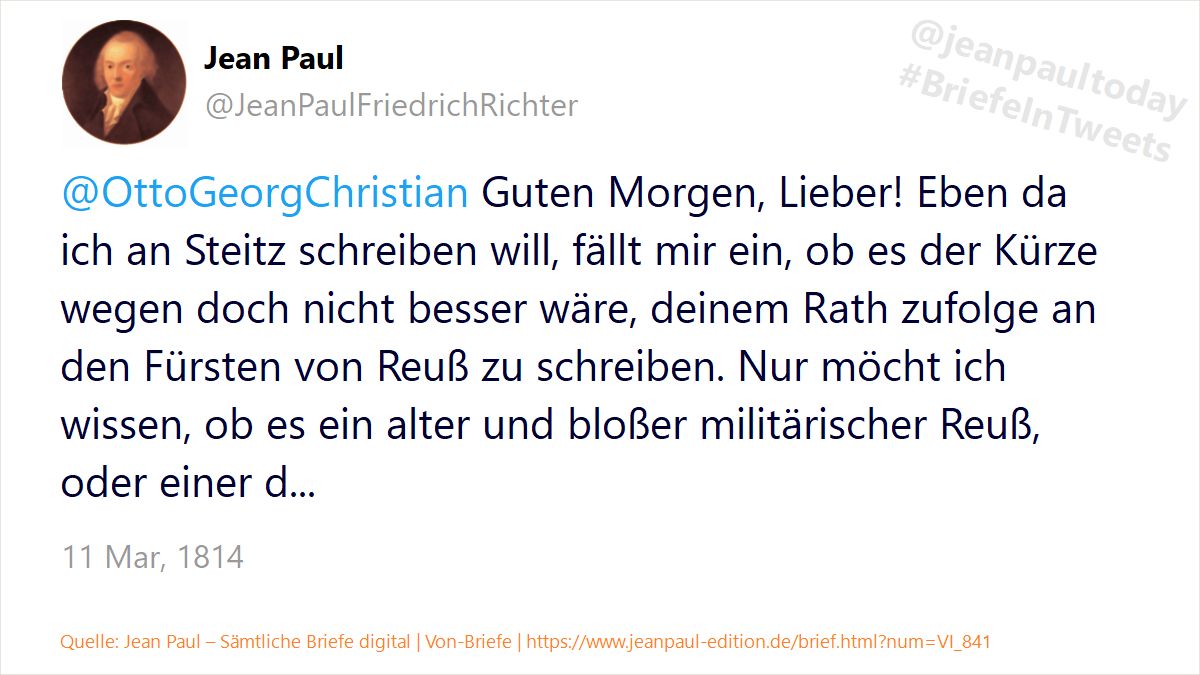 Jean Paul
@JeanPaulFriedrichRichter
@jeanpaultoday
#BriefeInTweets
@OttoGeorgChristian Guten Morgen, Lieber! Eben da
ich an Steitz schreiben will, fällt mir ein, ob es der Kürze
wegen doch nicht besser wäre, deinem Rath zufolge an
den Fürsten von Reuß zu schreiben. Nur möcht ich
wissen, ob es ein alter und bloßer militärischer Reuß,
oder einer d...
11 Mar, 1814
Quelle: Jean Paul – Sämtliche Briefe digital | Von-Briefe | https://www.jeanpaul-edition.de/brief.html?num=VI_841